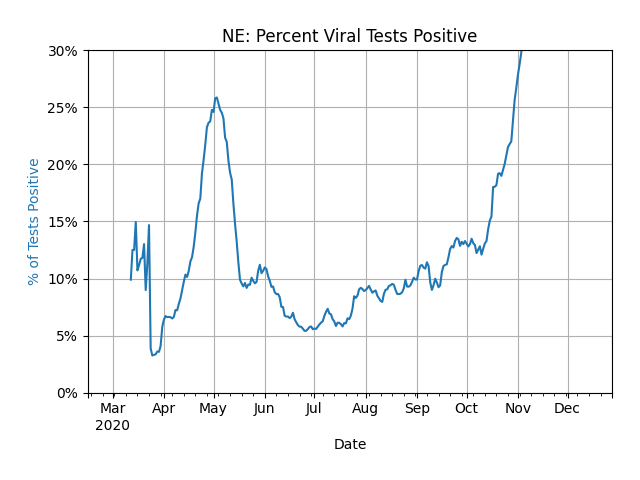 NE: Percent Viral Tests Positive
% of Tests Positive
30%
25%
20%
15%
10%
5%
0%
Mar Apr May Jun Jul Aug Sep Oct Nov Dec
2020
Date